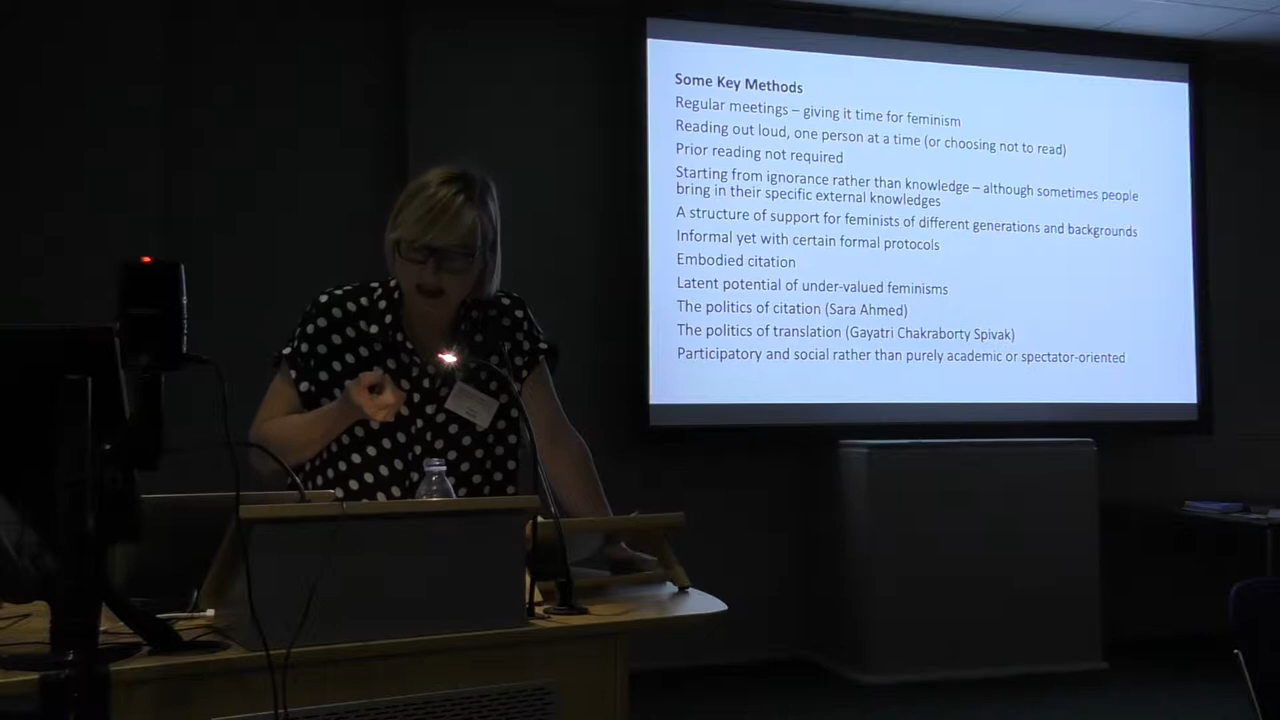 Some Key Methods
Regular meetings – giving it time for feminism
Reading out loud, one person at a time (or choosing not to read)
Prior reading not required
Starting from ignorance rather than knowledge – although sometimes people
bring in their specific external knowledges
A structure of support for feminists of different generations and backgrounds
Informal yet with certain formal protocols
Embodied citation
Latent potential of under-valued feminisms
The politics of citation (Sara Ahmed)
The politics of translation (Gayatri Chakraborty Spivak)
Participatory and social rather than purely academic or spectator-oriented